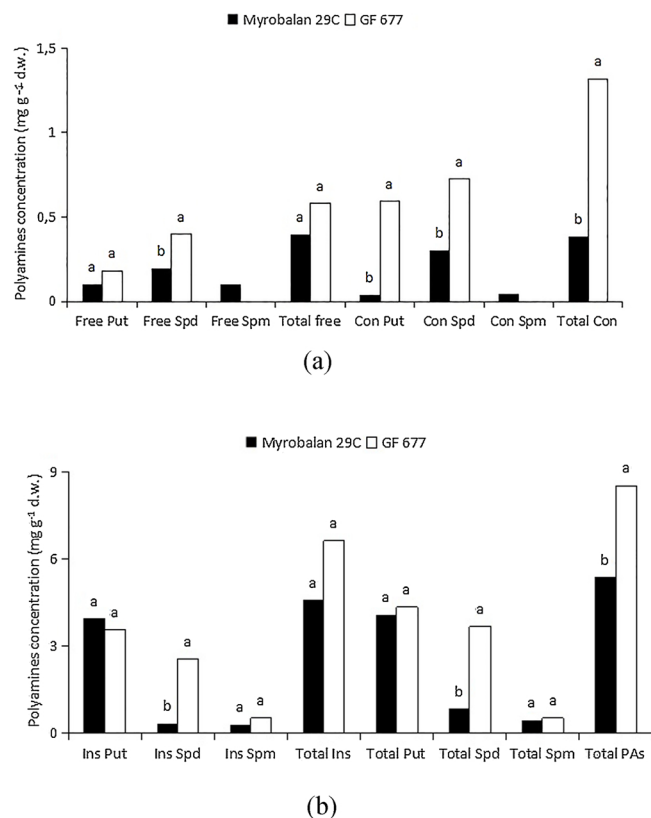 Myrobalan 29C GF 677
Polyamines concentration (mg g⁻¹ d.w.)
1,5
1
0,5
0
a a b a a a b a b a b a
Free Put Free Spd Free Spm Total free Con Put Con Spd Con Spm Total Con
(a)
Myrobalan 29C GF 677
Polyamines concentration (mg g⁻¹ d.w.)
9
6
3
0
a a b a a a a a a a b a a a b a
Ins Put Ins Spd Ins Spm Total Ins Total Put Total Spd Total Spm Total PAs
(b)